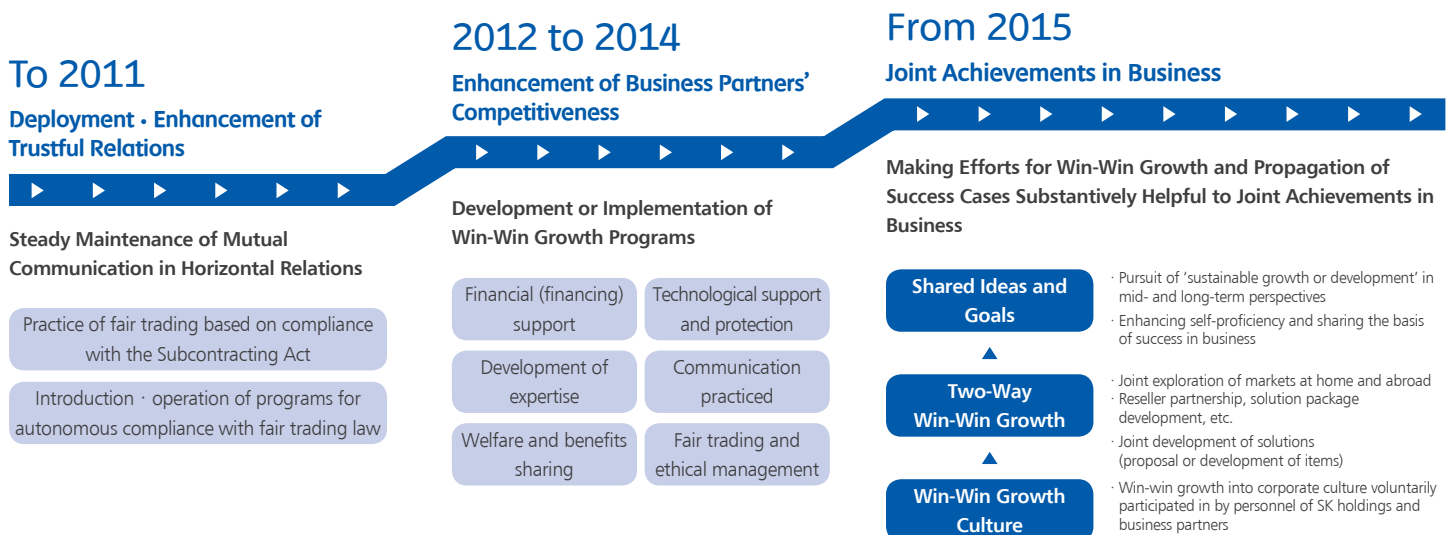 To 2011
Deployment · Enhancement of
Trustful Relations
Steady Maintenance of Mutual
Communication in Horizontal Relations
Practice of fair trading based on compliance
with the Subcontracting Act
Introduction · operation of programs for
autonomous compliance with fair trading law
2012 to 2014
Enhancement of Business Partners’
Competitiveness
Development or Implementation of
Win-Win Growth Programs
Financial (financing)
support
Technological support
and protection
Development of
expertise
Communication
practiced
Welfare and benefits
sharing
Fair trading and
ethical management
From 2015
Joint Achievements in Business
Making Efforts for Win-Win Growth and Propagation of
Success Cases Substantively Helpful to Joint Achievements in
Business
Shared Ideas and
Goals
· Pursuit of ‘sustainable growth or development’ in
mid- and long-term perspectives
· Enhancing self-proficiency and sharing the basis
of success in business
Two-Way
Win-Win Growth
· Joint exploration of markets at home and abroad
· Reseller partnership, solution package
development, etc.
· Joint development of solutions
(proposal or development of items)
Win-Win Growth
Culture
· Win-win growth into corporate culture voluntarily
participated in by personnel of SK holdings and
business partners